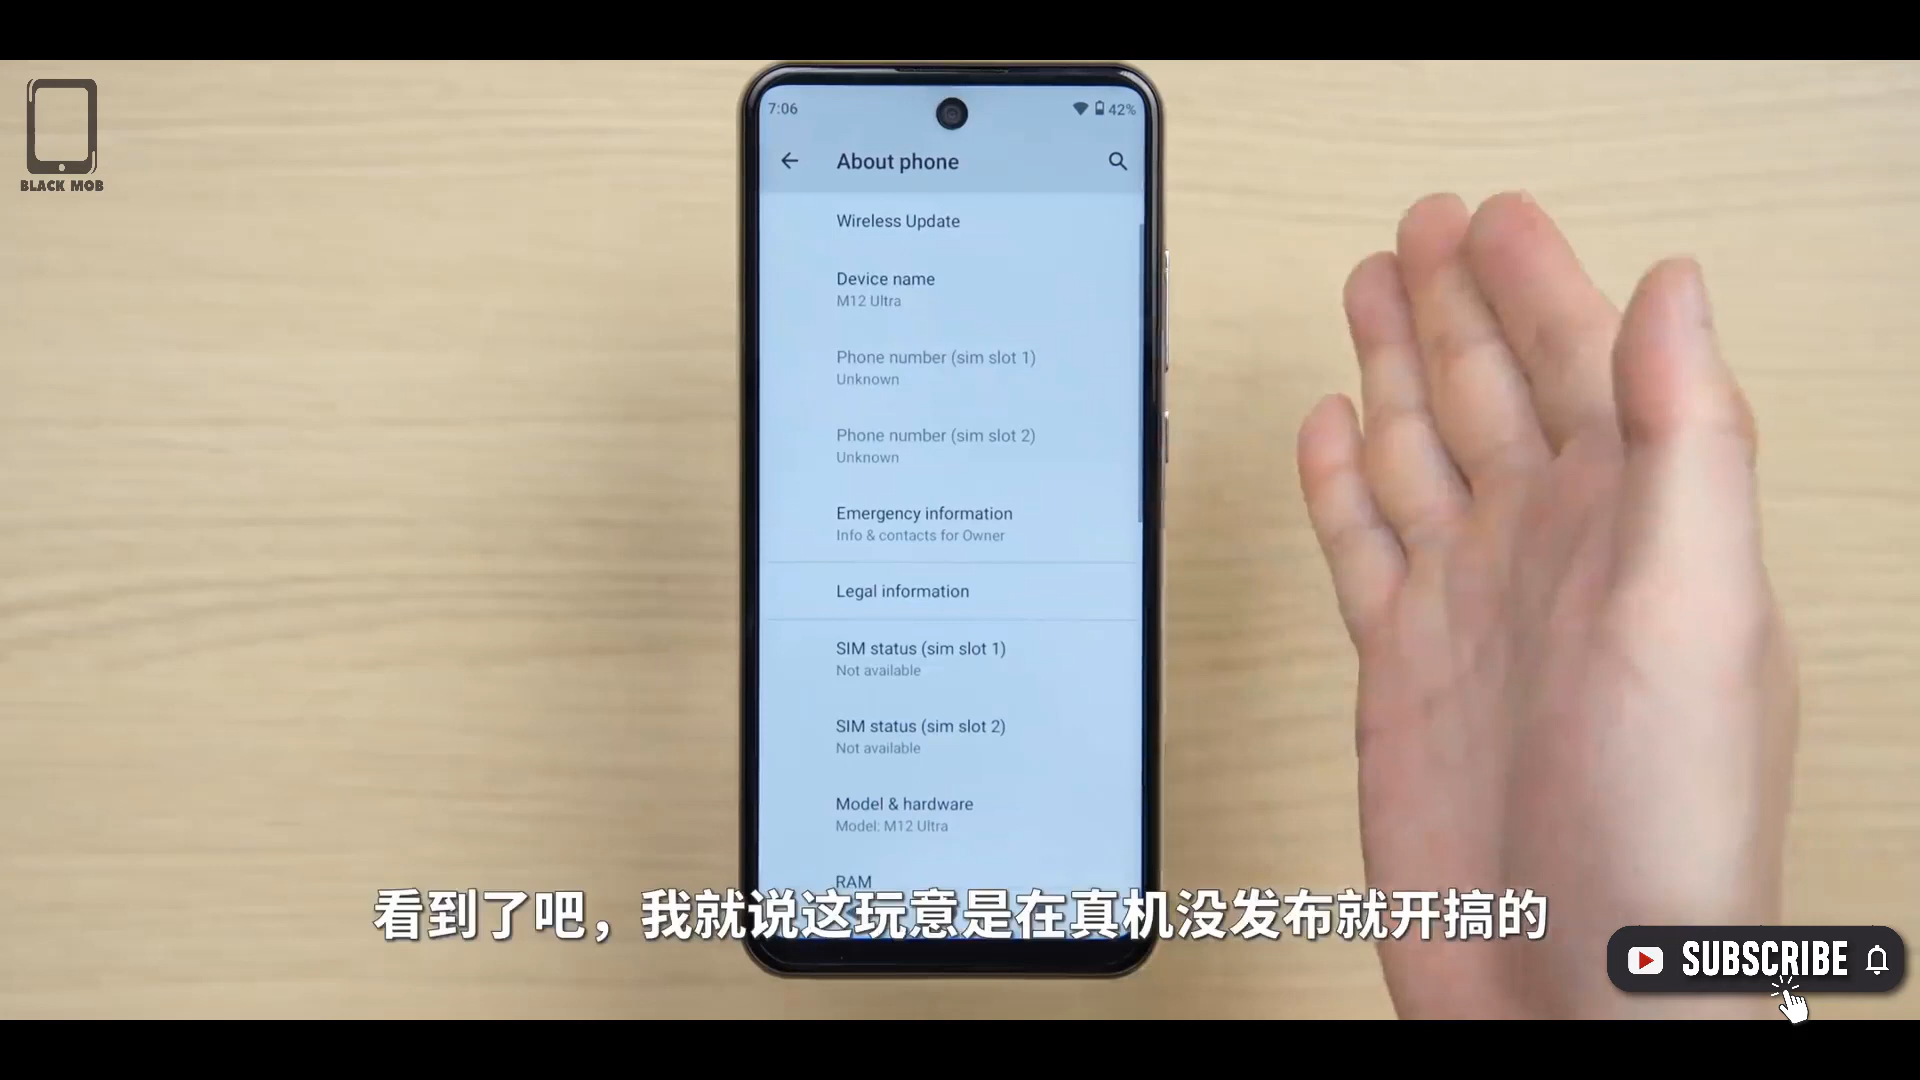 BLACK MOB
7:06
42%
About phone
Wireless Update
Device name
M12 Ultra
Phone number (sim slot 1)
Unknown
Phone number (sim slot 2)
Unknown
Emergency information
Info & contacts for Owner
Legal information
SIM status (sim slot 1)
Not available
SIM status (sim slot 2)
Not available
Model & hardware
Model: M12 Ultra
RAM
看到了吧，我就说这玩意是在真机没发布就开搞的
SUBSCRIBE